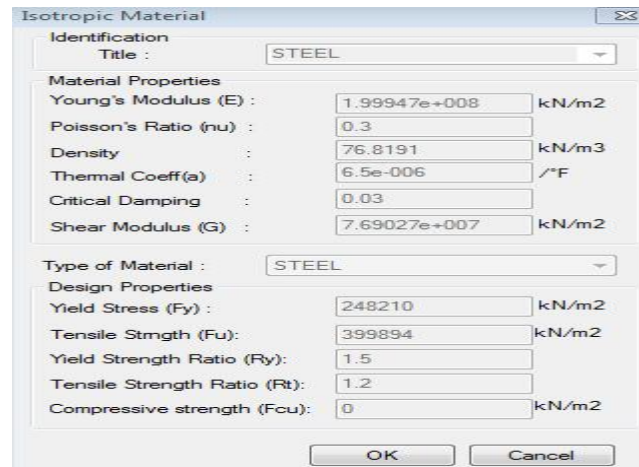 Isotropic Material
Identification
Title : STEEL
Material Properties
Young's Modulus (E) : 1.99947e+008 kN/m2
Poisson's Ratio (nu) : 0.3
Density : 76.8191 kN/m3
Thermal Coeff(a) : 6.5e-006 /°F
Critical Damping : 0.03
Shear Modulus (G) : 7.69027e+007 kN/m2
Type of Material : STEEL
Design Properties
Yield Stress (Fy) : 248210 kN/m2
Tensile Strngth (Fu): 399894 kN/m2
Yield Strength Ratio (Ry): 1.5
Tensile Strength Ratio (Rt): 1.2
Compressive strength (Fcu): 0 kN/m2
OK Cancel